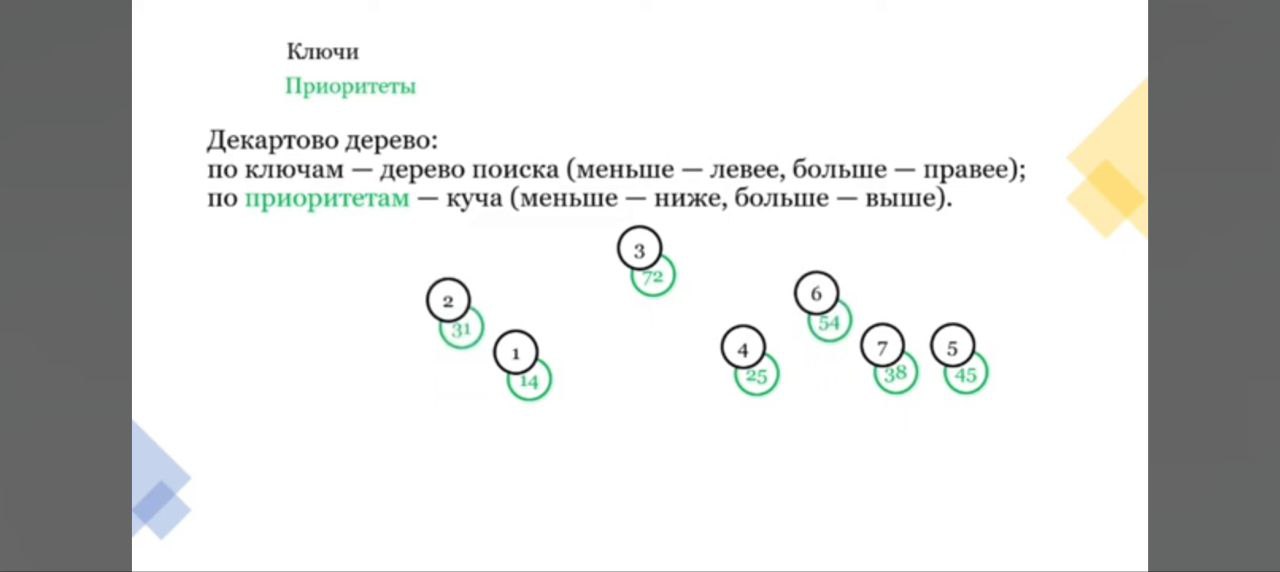 Ключи
Приоритеты
Декартово дерево:
по ключам — дерево поиска (меньше — левее, больше — правее);
по приоритетам — куча (меньше — ниже, больше — выше).
3
72
2
31
1
14
6
54
4
25
7
38
5
45